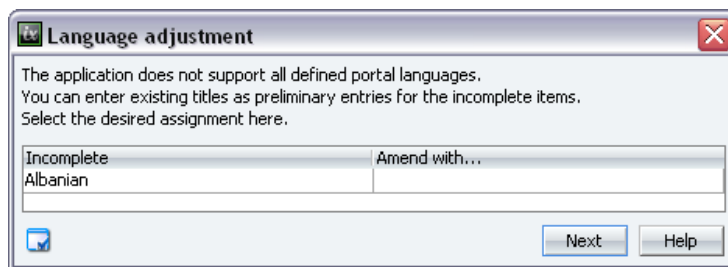 Language adjustment
The application does not support all defined portal languages.
You can enter existing titles as preliminary entries for the incomplete items.
Select the desired assignment here.
Incomplete Amend with...
Albanian
Next Help